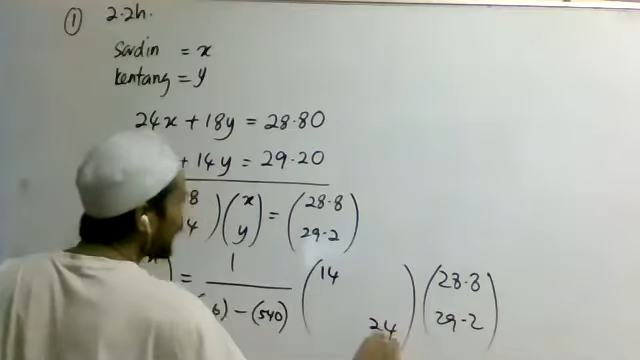 ① 2.2h.
Sardin = x
kentang = y
24x + 18y = 28.80
+ 14y = 29.20
8 4 ) ( x y ) = ( 28.8 29.2 )
= 1 / 6) - (540) ( 14 24 ) ( 28.8 29.2 )